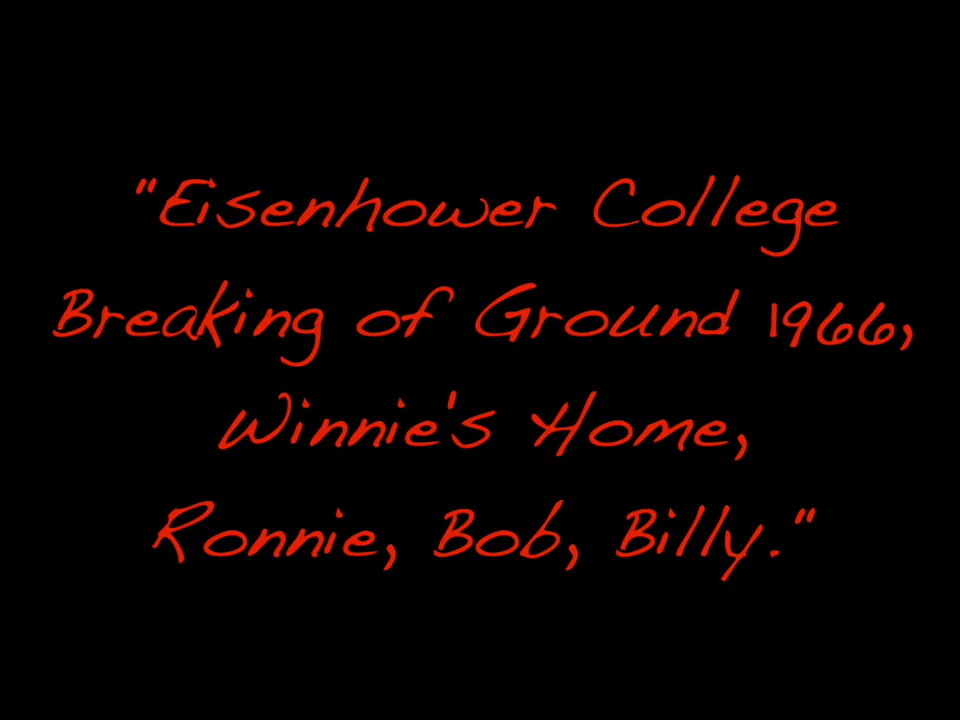 "Eisenhower College
Breaking of Ground 1966,
Winnie's Home,
Ronnie, Bob, Billy."